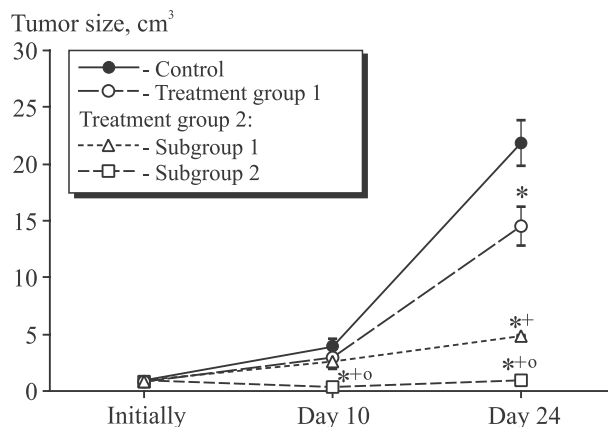 Tumor size, cm³
30
25
20
15
10
5
0
- Control
- Treatment group 1
Treatment group 2:
- Subgroup 1
- Subgroup 2
*
*+
*+o
*+o
Initially Day 10 Day 24